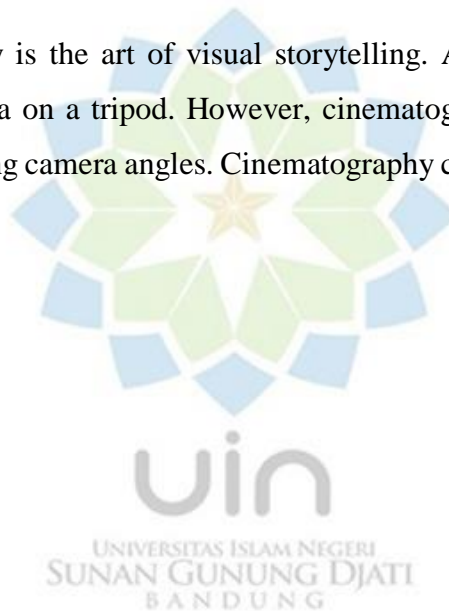 is the art of visual storytelling. A
on a tripod. However, cinematog
camera angles. Cinematography c
uin
UNIVERSITAS ISLAM NEGERI
SUNAN GUNUNG DJATI
BANDUNG